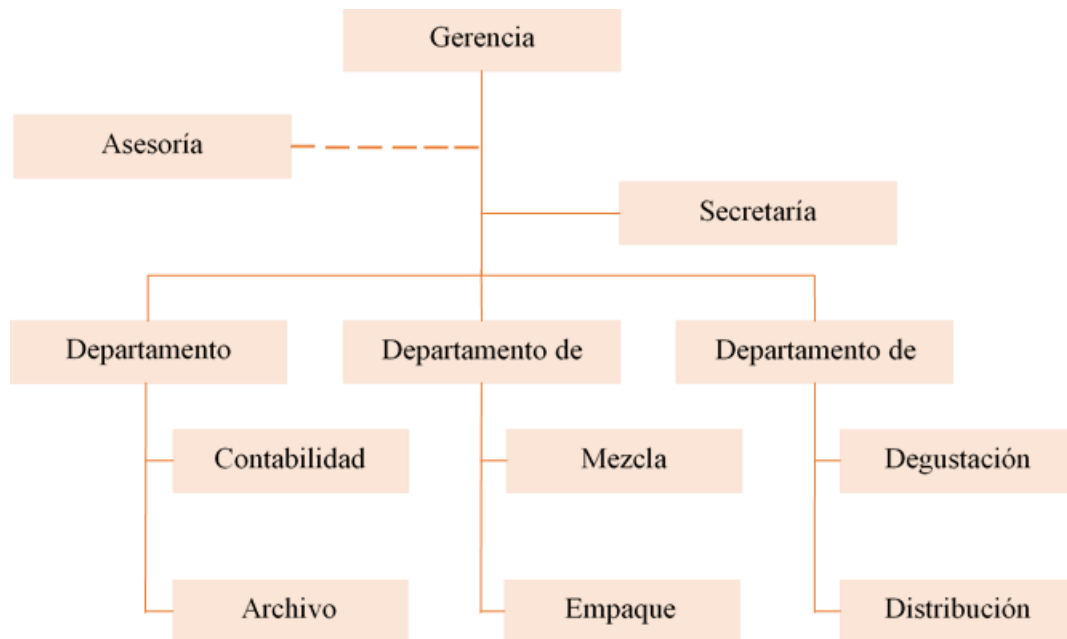 Gerencia
Asesoría
Secretaría
Departamento
Departamento de
Departamento de
Contabilidad
Mezcla
Degustación
Archivo
Empaque
Distribución